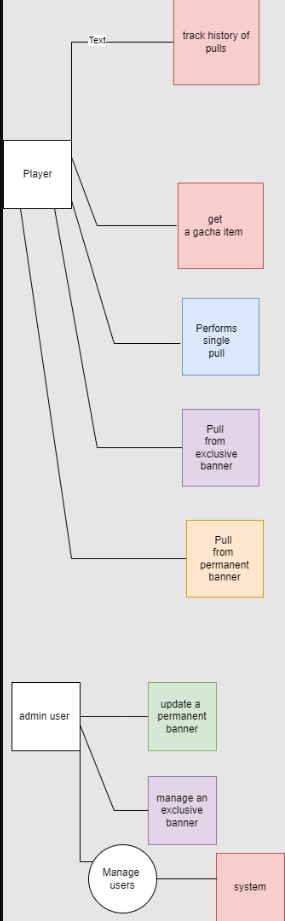 Text
track history of
pulls
Player
get
a gacha item
Performs
single
pull
Pull
from
exclusive
banner
Pull
from
permanent
banner
admin user
update a
permanent
banner
manage an
exclusive
banner
Manage
users
system